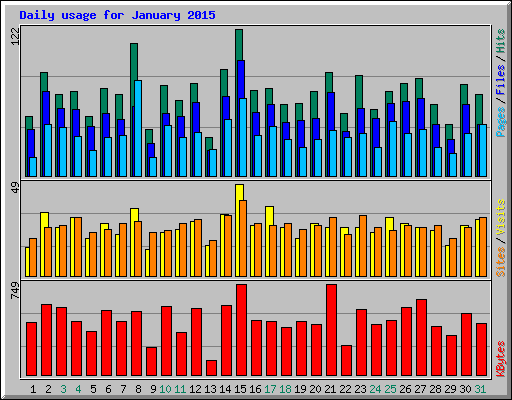 Daily usage for January 2015
122
Pages / Files / Hits
49
Sites / Visits
749
KBytes
1 2 3 4 5 6 7 8 9 10 11 12 13 14 15 16 17 18 19 20 21 22 23 24 25 26 27 28 29 30 31